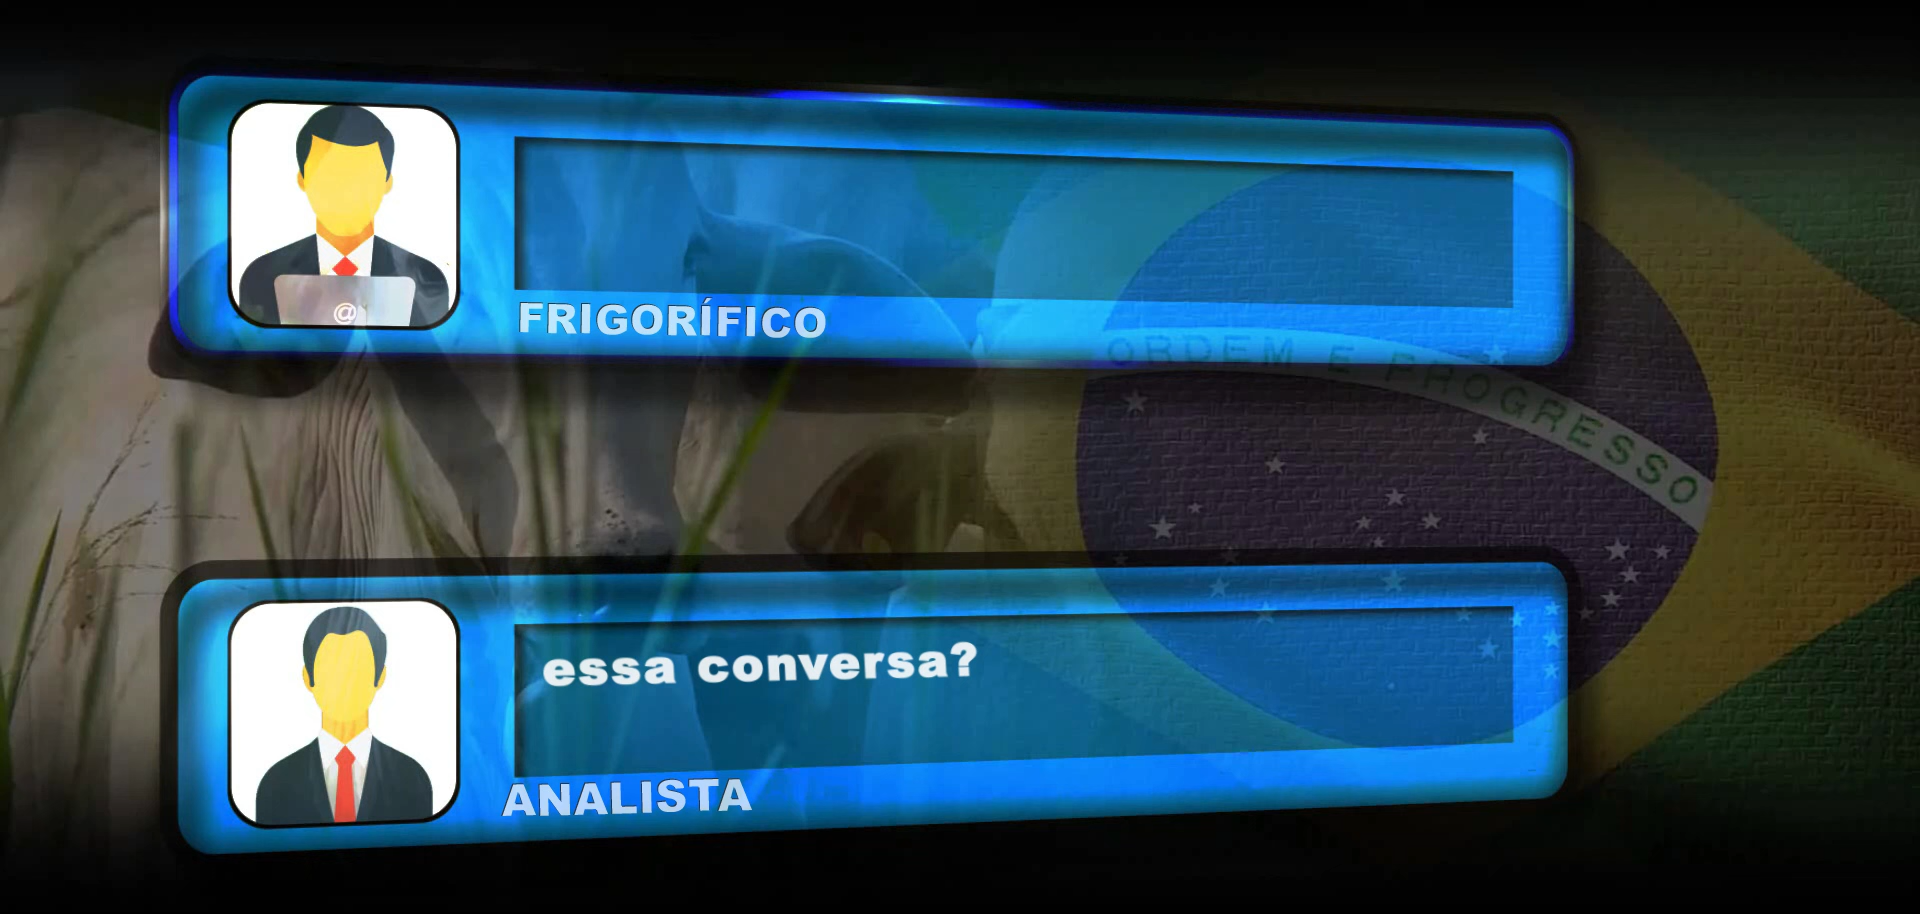 @
FRIGORÍFICO
ORDEM E PROGRESSO
essa conversa?
ANALISTA